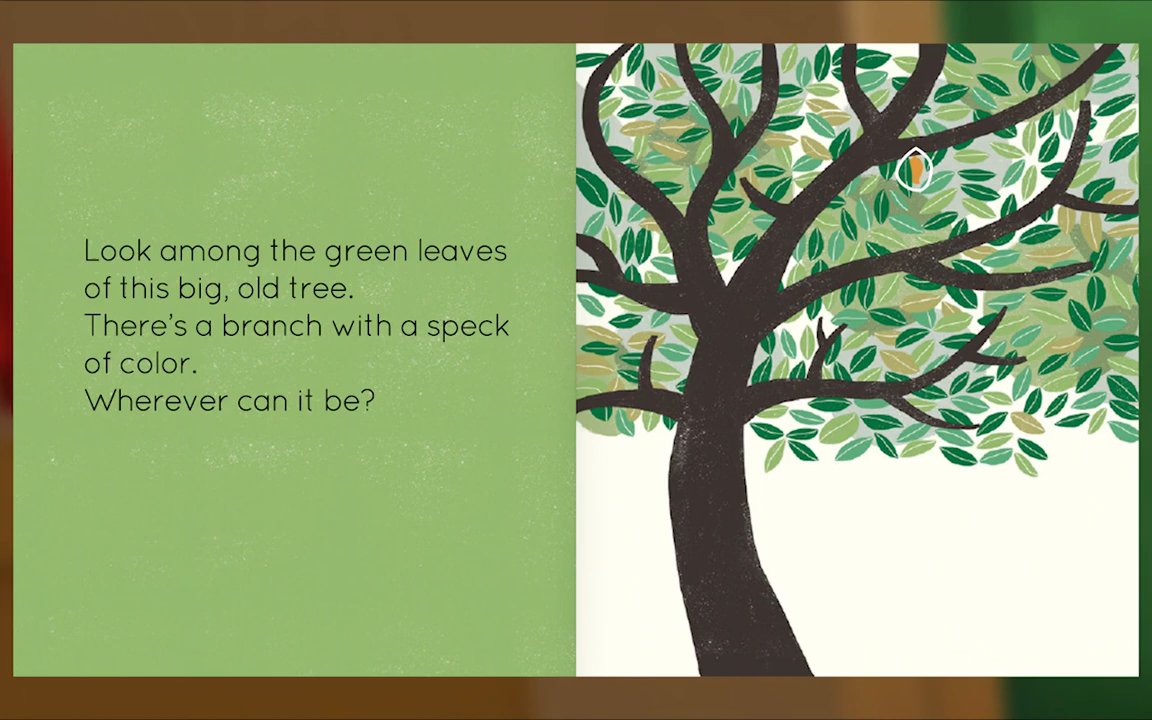 Look among the green leaves
of this big, old tree.
There's a branch with a speck
of color.
Wherever can it be?